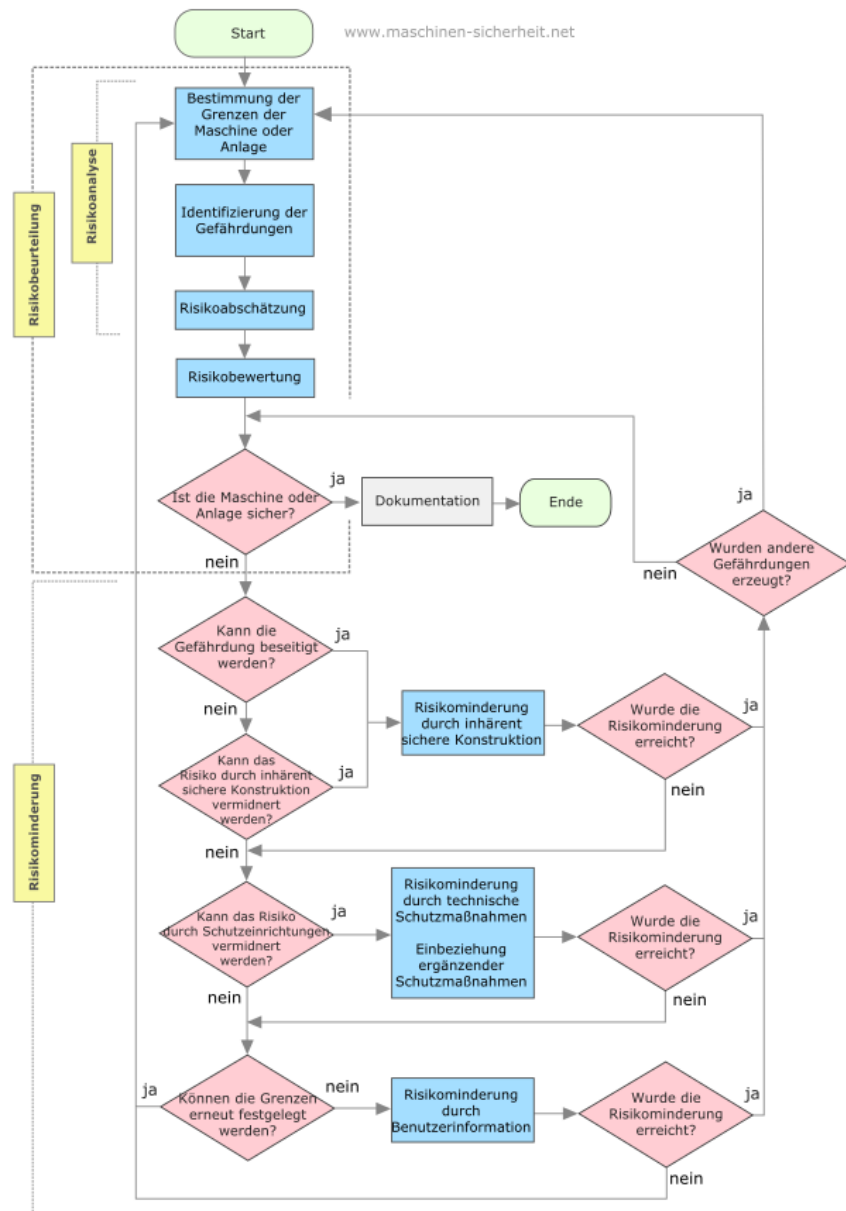 Start
www.maschinen-sicherheit.net
Bestimmung der
Grenzen der
Maschine oder
Anlage
Risikoanalyse
Risikobeurteilung
Identifizierung der
Gefährdungen
Risikoabschätzung
Risikobewertung
Ist die Maschine oder
Anlage sicher?
ja
Dokumentation
Ende
nein
ja
Wurden andere
Gefährdungen
erzeugt?
nein
Kann die
Gefährdung beseitigt
werden?
ja
nein
Kann das
Risiko durch inhärent
sichere Konstruktion
vermidnert
werden?
ja
nein
Risikominderung
durch inhärent
sichere Konstruktion
Wurde die
Risikominderung
erreicht?
ja
nein
Risikominderung
Kann das Risiko
durch Schutzeinrichtungen
vermidnert
werden?
ja
nein
Risikominderung
durch technische
Schutzmaßnahmen
Einbeziehung
ergänzender
Schutzmaßnahmen
Wurde die
Risikominderung
erreicht?
ja
nein
Können die Grenzen
erneut festgelegt
werden?
ja
nein
Risikominderung
durch
Benutzerinformation
Wurde die
Risikominderung
erreicht?
ja
nein